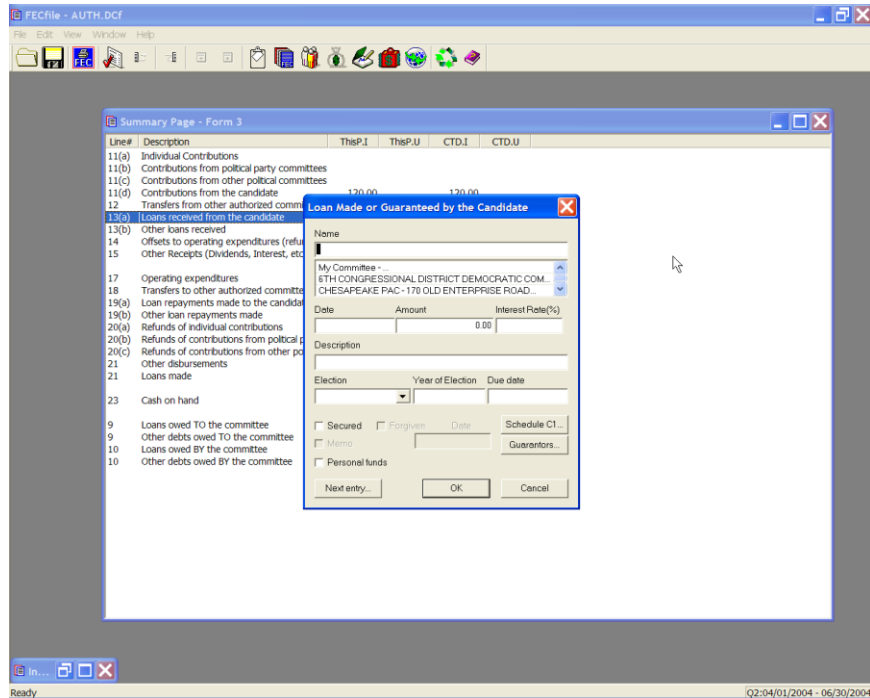 FECfile - AUTH.DCf
File Edit View Window Help
FEC
Summary Page - Form 3
Line# Description ThisP.I ThisP.U CTD.I CTD.U
11(a) Individual Contributions
11(b) Contributions from political party committees
11(c) Contributions from other political committees
11(d) Contributions from the candidate 120.00 120.00
12 Transfers from other authorized commi
13(a) Loans received from the candidate
13(b) Other loans received
14 Offsets to operating expenditures (refu
15 Other Receipts (Dividends, Interest, etc
17 Operating expenditures
18 Transfers to other authorized committe
19(a) Loan repayments made to the candidat
19(b) Other loan repayments made
20(a) Refunds of individual contributions
20(b) Refunds of contributions from political p
20(c) Refunds of contributions from other po
21 Other disbursements
21 Loans made
23 Cash on hand
9 Loans owed TO the committee
9 Other debts owed TO the committee
10 Loans owed BY the committee
10 Other debts owed BY the committee
Loan Made or Guaranteed by the Candidate
Name
My Committee - ...
6TH CONGRESSIONAL DISTRICT DEMOCRATIC COM...
CHESAPEAKE PAC - 170 OLD ENTERPRISE ROAD...
Date Amount Interest Rate(%)
0.00
Description
Election Year of Election Due date
Secured Forgiven Date Schedule C1...
Memo Guarantors...
Personal funds
Next entry... OK Cancel
In...
Ready Q2:04/01/2004 - 06/30/2004